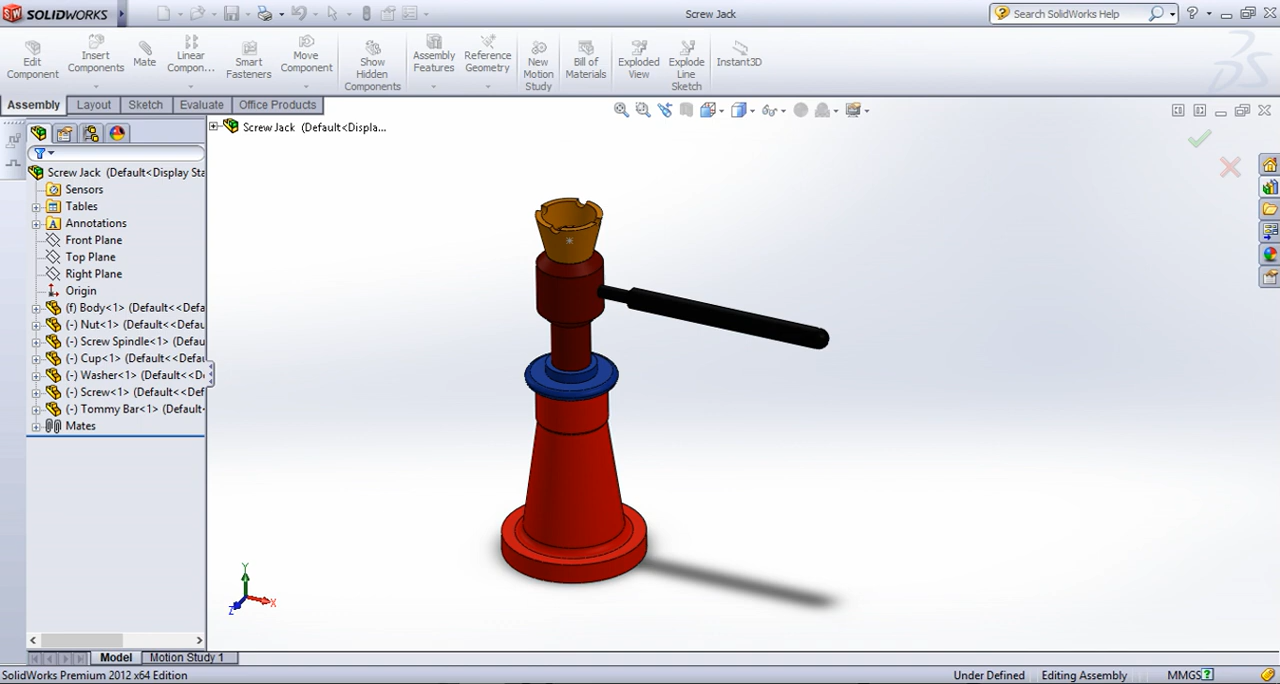 SOLIDWORKS
Screw Jack
Search SolidWorks Help
?
Edit Component
Insert Components
Mate
Linear Compon...
Smart Fasteners
Move Component
Show Hidden Components
Assembly Features
Reference Geometry
New Motion Study
Bill of Materials
Exploded View
Explode Line Sketch
Instant3D
Assembly
Layout
Sketch
Evaluate
Office Products
Screw Jack (Default<Displa...
Screw Jack (Default<Display Sta
Sensors
Tables
Annotations
Front Plane
Top Plane
Right Plane
Origin
(f) Body<1> (Default<<Defa
(-) Nut<1> (Default<<Defau
(-) Screw Spindle<1> (Defau
(-) Cup<1> (Default<<Defau
(-) Washer<1> (Default<<D
(-) Screw<1> (Default<<Def
(-) Tommy Bar<1> (Default
Mates
Y
X
Z
Model
Motion Study 1
SolidWorks Premium 2012 x64 Edition
Under Defined
Editing Assembly
MMGS
?